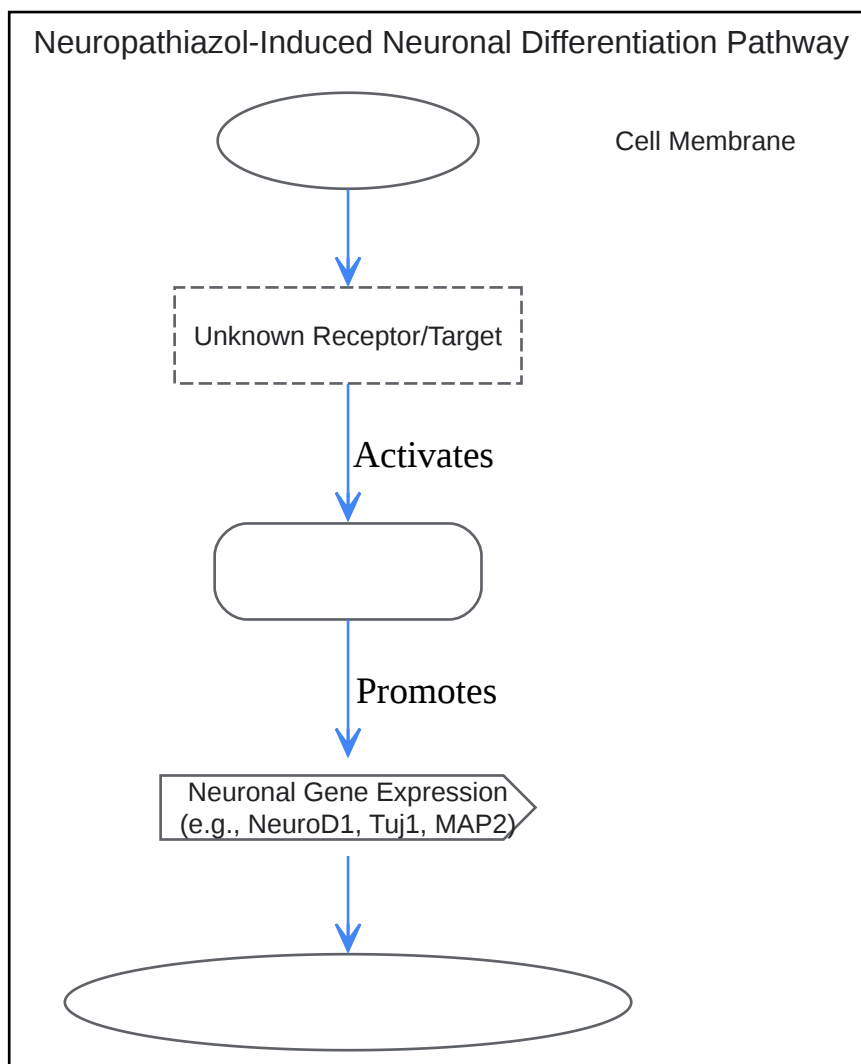 Neuropathiazol-Induced Neuronal Differentiation Pathway
Cell Membrane
Unknown Receptor/Target
Activates
Promotes
Neuronal Gene Expression
(e.g., NeuroD1, Tuj1, MAP2)